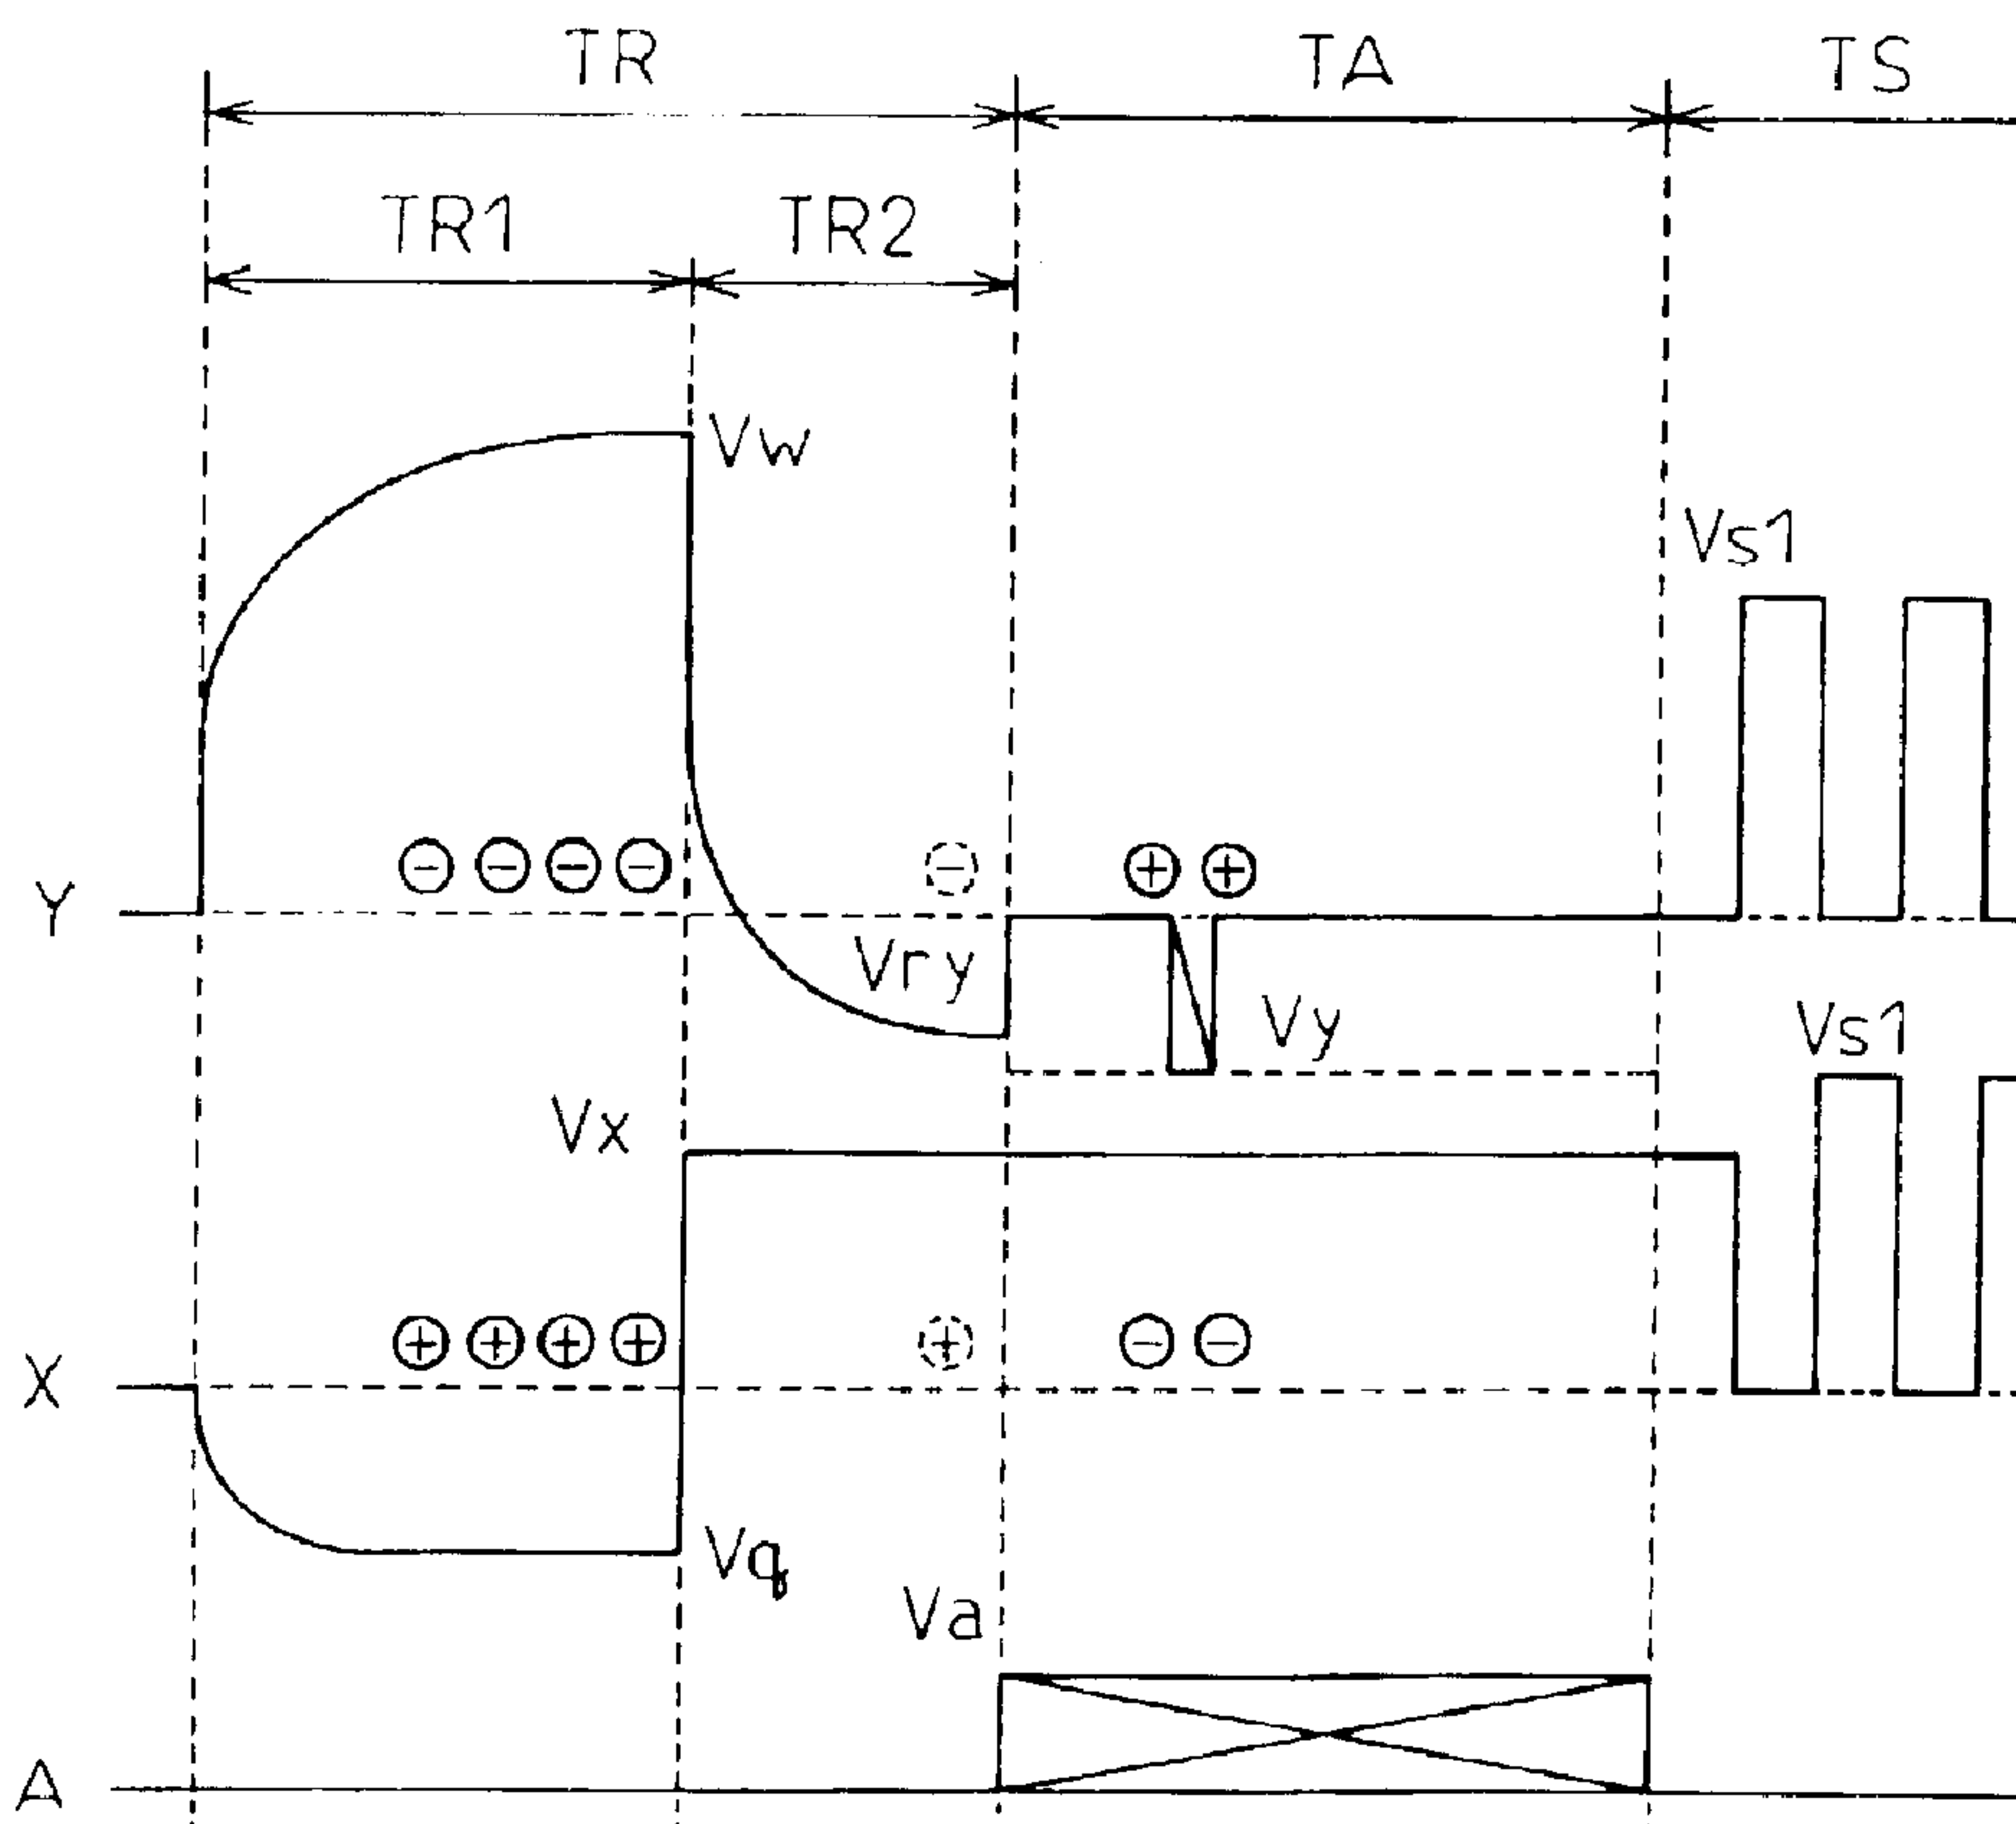 TR TA TS
TR1 TR2
Vw
Vs1
⊖ ⊖ ⊖ ⊖ ⊖ ⊕ ⊕
Y
Vry
Vy
Vs1
Vx
⊕ ⊕ ⊕ ⊕ ⊕ ⊖ ⊖
X
Vq
Va
A